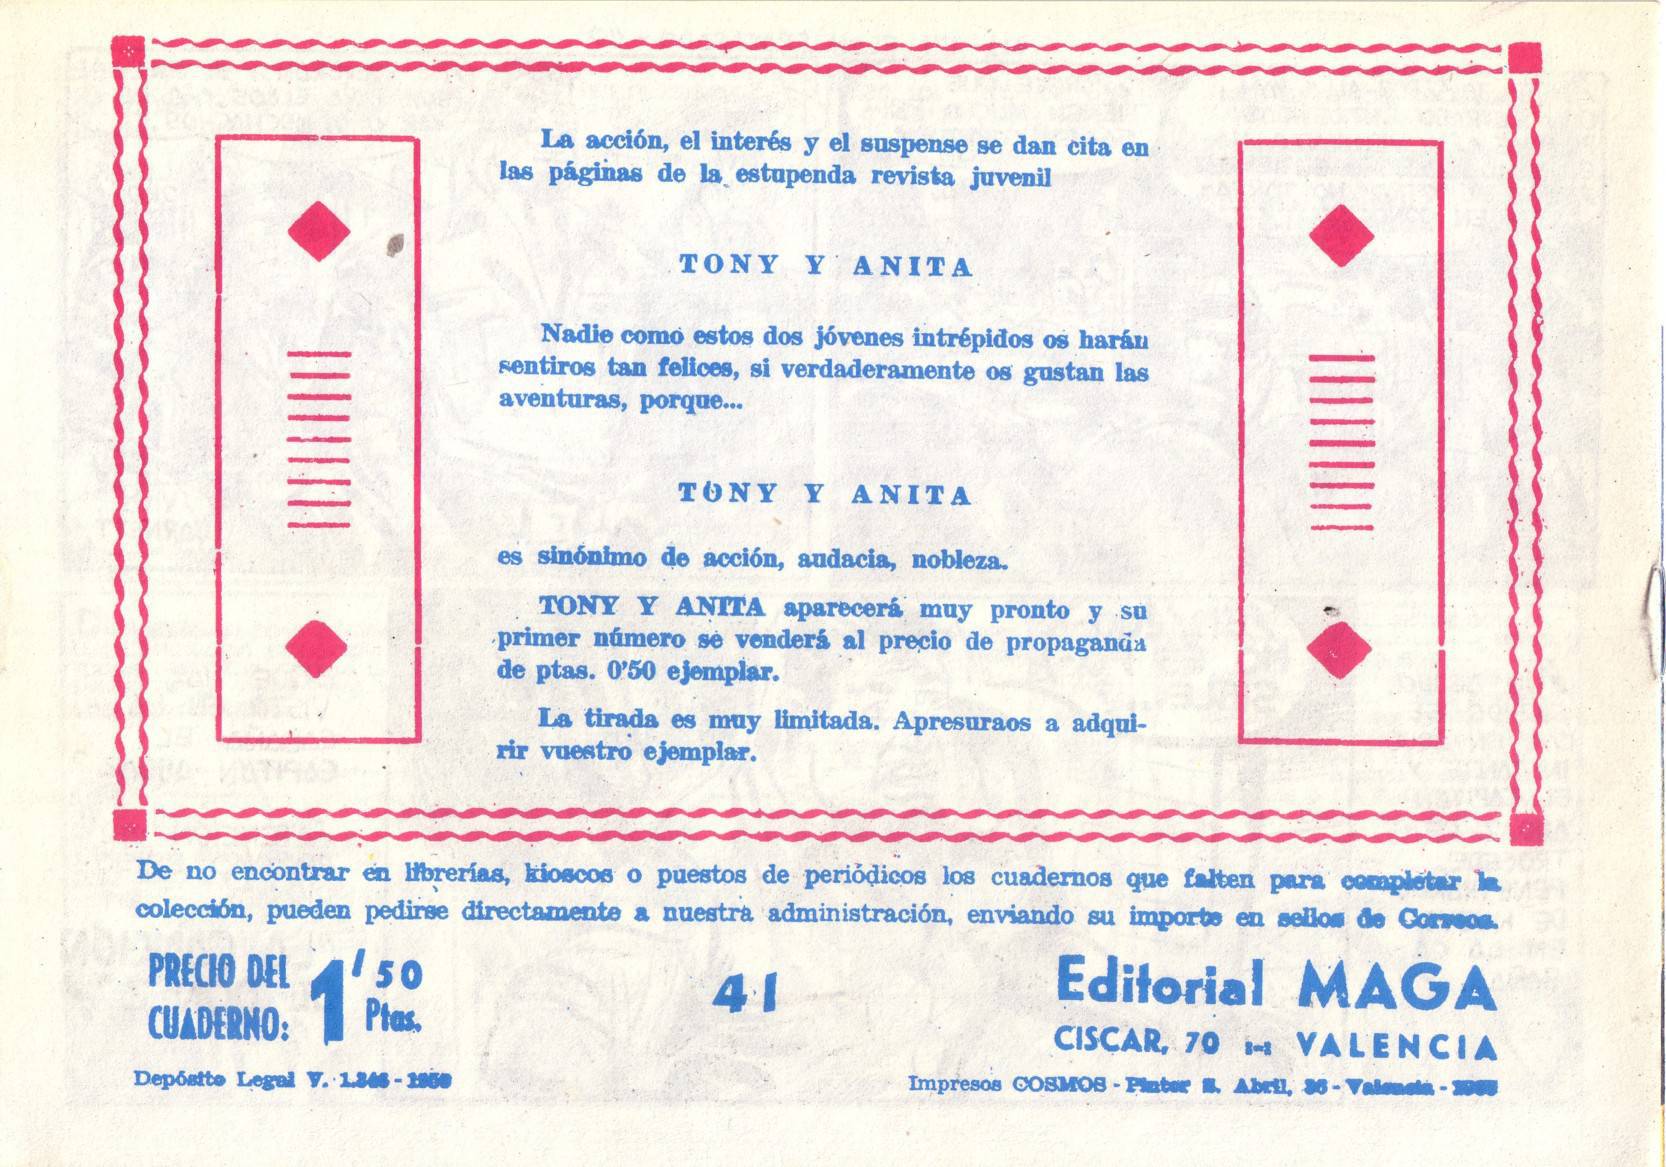 La acción, el interés y el suspense se dan cita en
las páginas de la estupenda revista juvenil
TONY Y ANITA
Nadie como estos dos jóvenes intrépidos os harán
sentiros tan felices, si verdaderamente os gustan las
aventuras, porque...
TONY Y ANITA
es sinónimo de acción, audacia, nobleza.
TONY Y ANITA aparecerá muy pronto y su
primer número se venderá al precio de propaganda
de ptas. 0'50 ejemplar.
La tirada es muy limitada. Apresuraos a adqui-
rir vuestro ejemplar.
De no encontrar en librerías, kioscos o puestos de periódicos los cuadernos que falten para completar la
colección, pueden pedirse directamente a nuestra administración, enviando su importe en sellos de Correos.
PRECIO DEL CUADERNO: 1'50 Ptas.
41
Editorial MAGA
CISCAR, 70 :-: VALENCIA
Depósito Legal V.
Impresos COSMOS - Pintor S. Abril, 36 - Valencia -